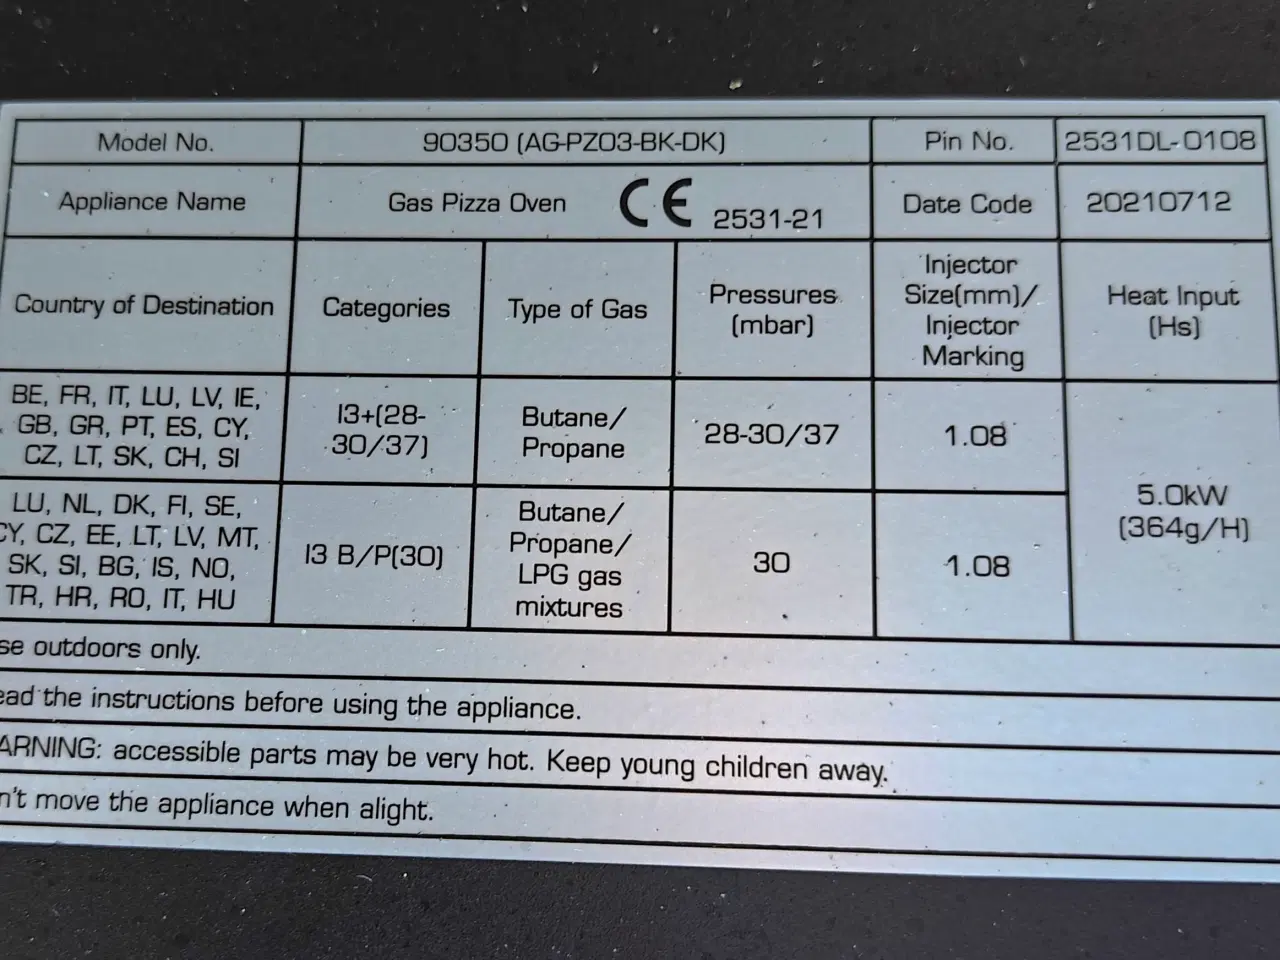 Model No. 90350 (AG-PZ03-BK-DK) Pin No. 2531DL-0108
Appliance Name Gas Pizza Oven CE 2531-21 Date Code 20210712
Country of Destination
Categories
Type of Gas
Pressures
(mbar)
Injector
Size(mm)/
Injector
Marking
Heat Input
(Hs)
BE, FR, IT, LU, LV, IE,
GB, GR, PT, ES, CY,
CZ, LT, SK, CH, SI
I3+(28-
30/37)
Butane/
Propane
28-30/37
1.08
5.0kW
(364g/H)
LU, NL, DK, FI, SE,
CY, CZ, EE, LT, LV, MT,
SK, SI, BG, IS, NO,
TR, HR, RO, IT, HU
I3 B/P(30)
Butane/
Propane/
LPG gas
mixtures
30
1.08
se outdoors only.
ead the instructions before using the appliance.
ARNING: accessible parts may be very hot. Keep young children away.
n't move the appliance when alight.